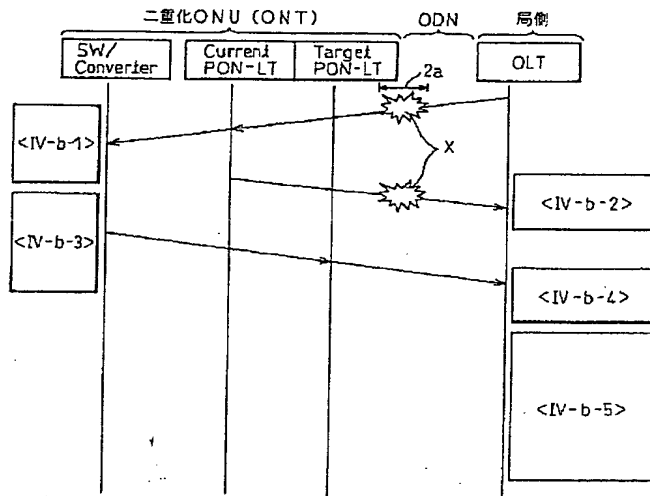 二重化ONU (ONT)
ODN
局側
SW/
Converter
Current
PON-LT
Target
PON-LT
OLT
2a
X
<IV-b-1>
<IV-b-2>
<IV-b-3>
<IV-b-4>
<IV-b-5>